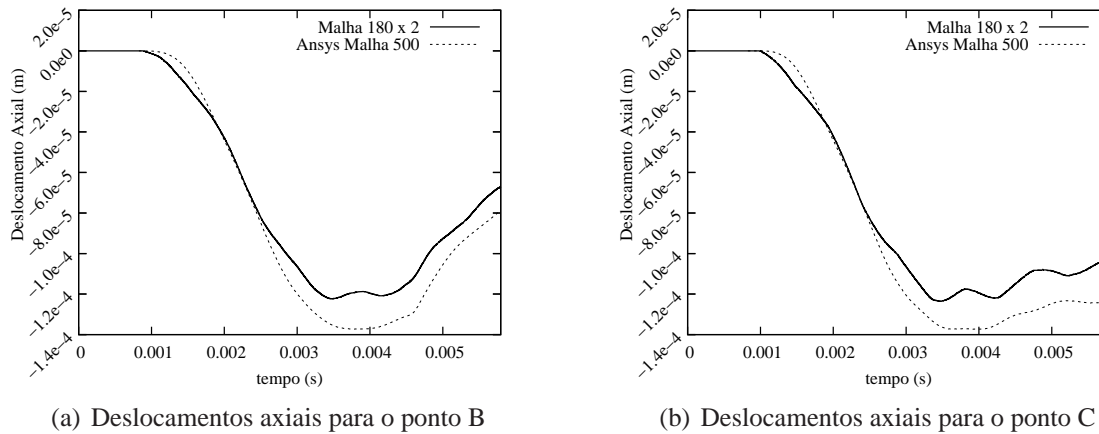 2.0e−5
0.0e0
−2.0e−5
−4.0e−5
−6.0e−5
−8.0e−5
−1.0e−4
−1.2e−4
−1.4e−4
Deslocamento Axial (m)
Malha 180 x 2
Ansys Malha 500
0 0.001 0.002 0.003 0.004 0.005
tempo (s)
(a) Deslocamentos axiais para o ponto B
2.0e−5
0.0e0
−2.0e−5
−4.0e−5
−6.0e−5
−8.0e−5
−1.0e−4
−1.2e−4
−1.4e−4
Deslocamento Axial (m)
Malha 180 x 2
Ansys Malha 500
0 0.001 0.002 0.003 0.004 0.005
tempo (s)
(b) Deslocamentos axiais para o ponto C